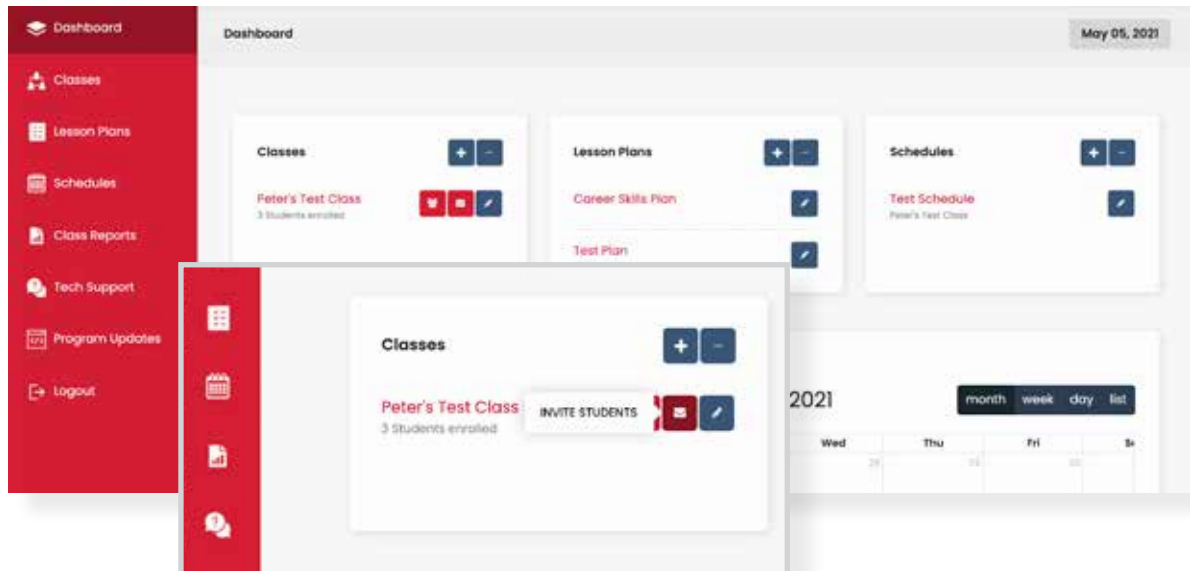 Dashboard
Classes
Lesson Plans
Schedules
Class Reports
Tech Support
Program Updates
Logout
Dashboard
May 05, 2021
Classes
Peter's Test Class
3 Students enrolled
Lesson Plans
Career Skills Plan
Test Plan
Schedules
Test Schedule
Peter's Test Class
2021
month week day list
Wed Thu Fri
Classes
Peter's Test Class
INVITE STUDENTS
3 Students enrolled